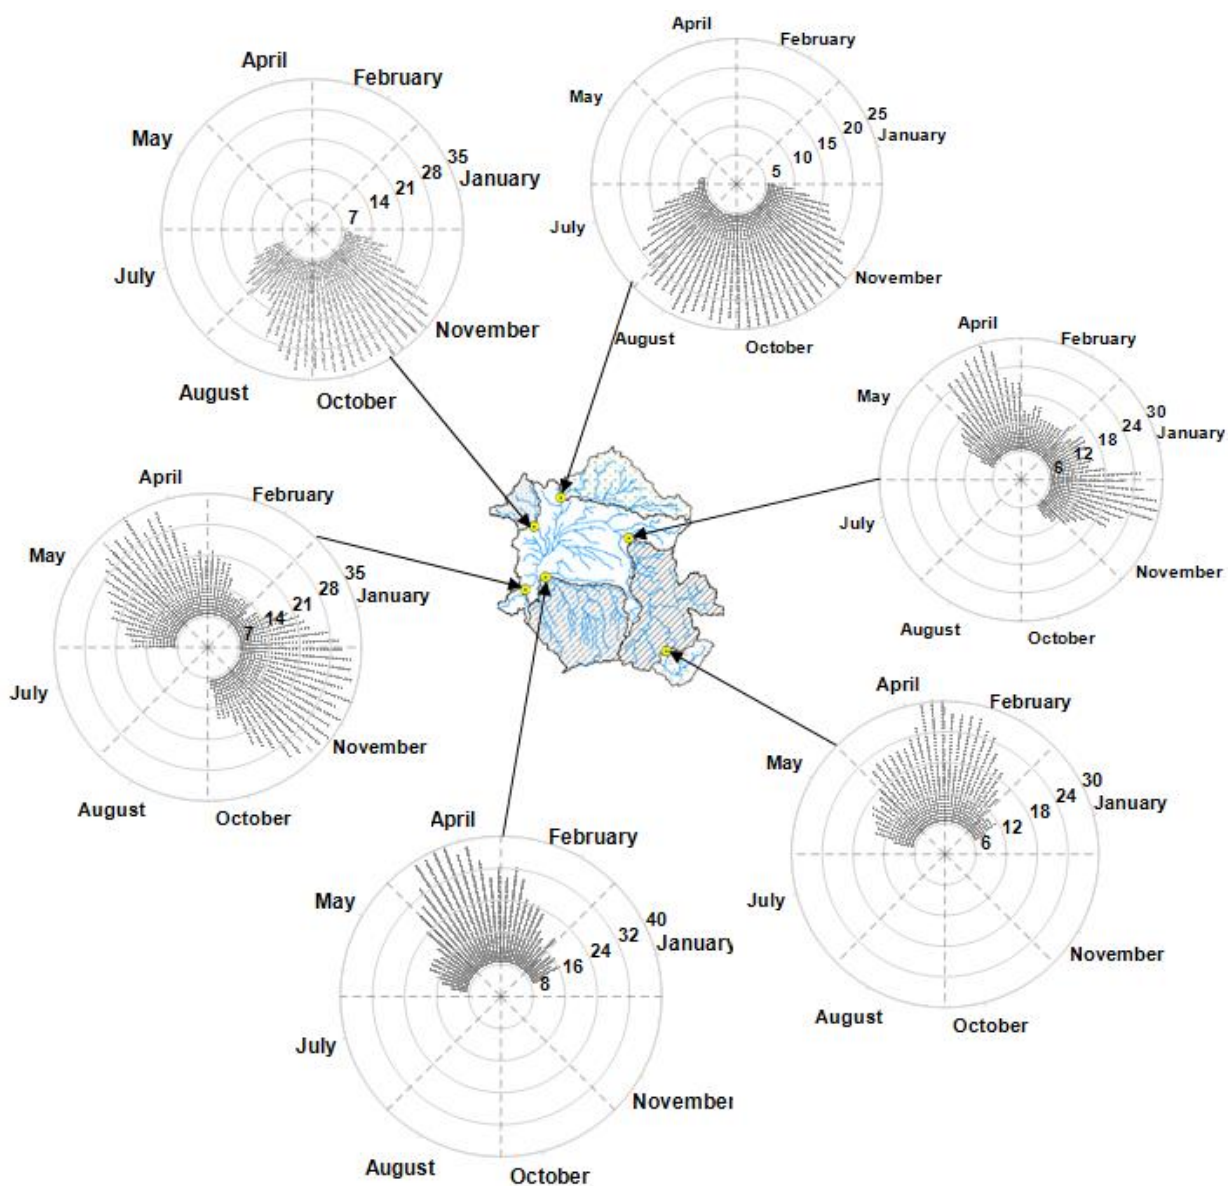 April
February
May
35
28 January
21
14
7
July
November
August
October
April
February
May
25
20 January
15
10
5
July
November
August
October
April
February
May
30
24 January
18
12
6
July
November
August
October
April
February
May
35
28 January
21
14
7
July
November
August
October
April
February
May
30
24 January
18
12
6
July
November
August
October
April
February
May
40
32 January
24
16
8
July
November
August
October